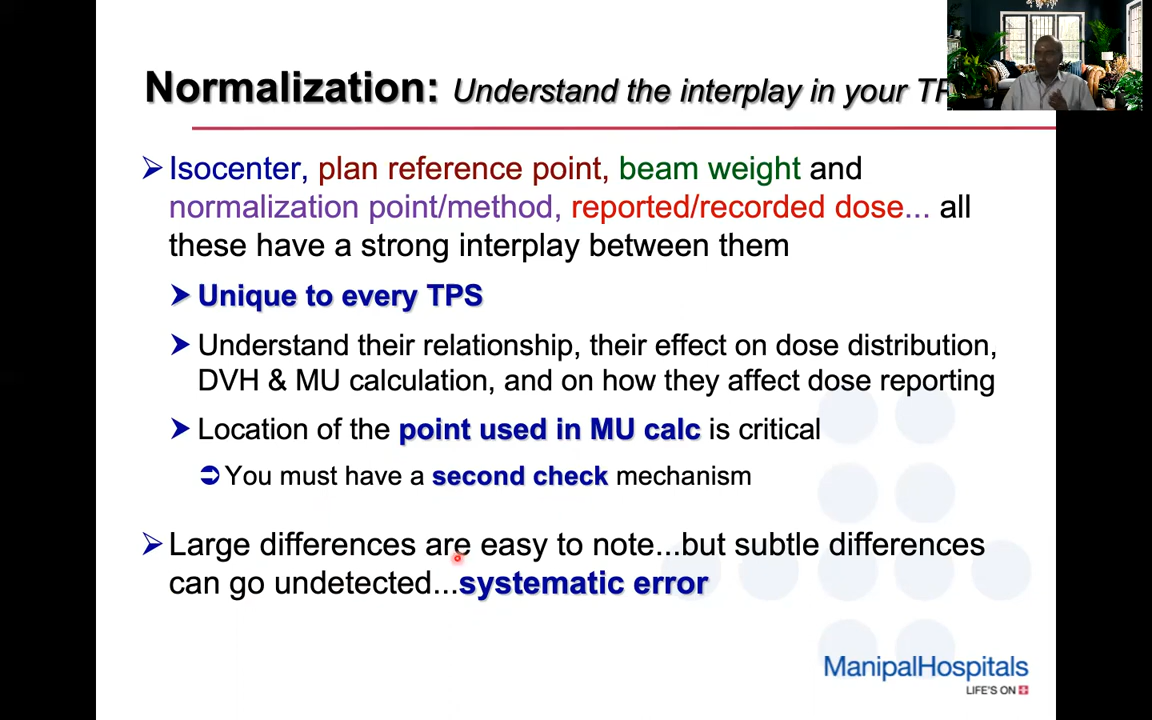 Normalization: Understand the interplay in your
➢ Isocenter, plan reference point, beam weight and
normalization point/method, reported/recorded dose... all
these have a strong interplay between them
➤ Unique to every TPS
➤ Understand their relationship, their effect on dose distribution,
DVH & MU calculation, and on how they affect dose reporting
➤ Location of the point used in MU calc is critical
➲ You must have a second check mechanism
➢ Large differences are easy to note...but subtle differences
can go undetected...systematic error
ManipalHospitals
LIFE'S ON